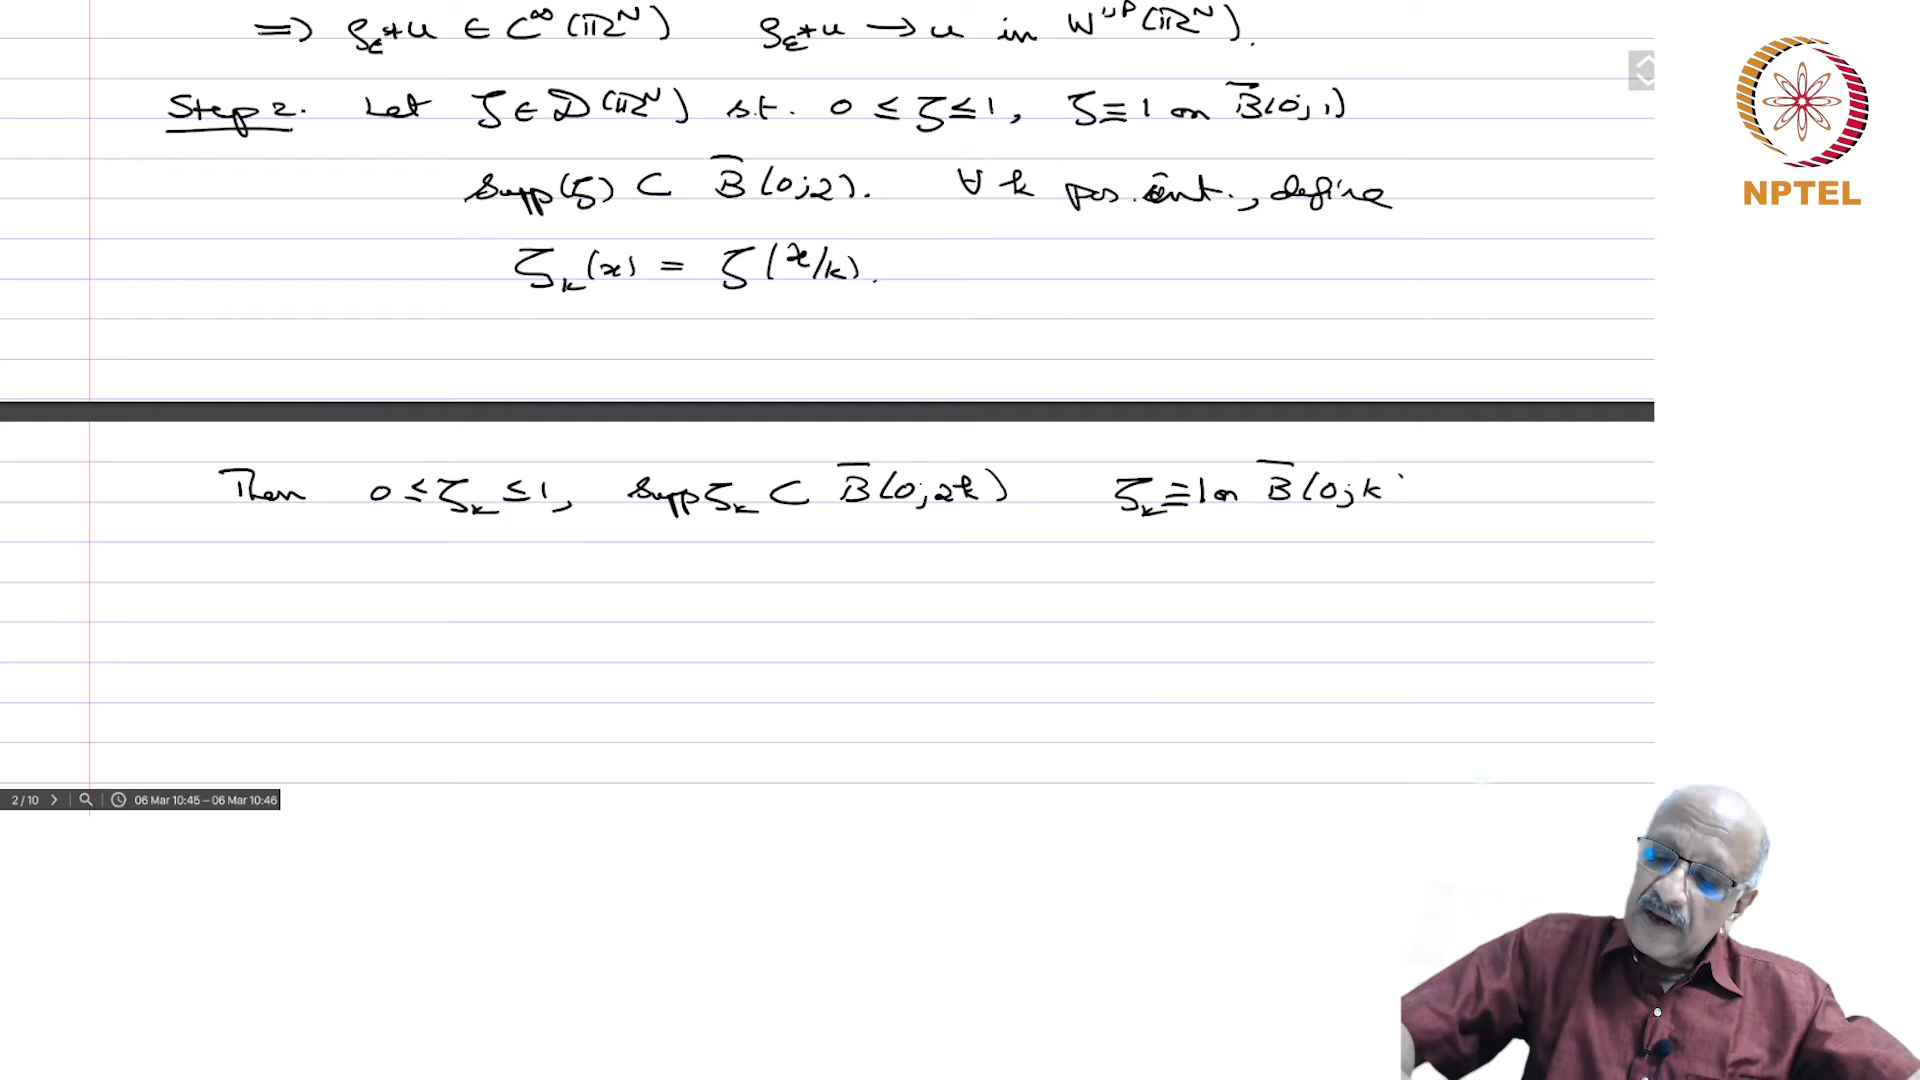 ⟹ ρ_ε * u ∈ C^∞(ℝ^N)   ρ_ε * u → u in W^{1,p}(ℝ^N).
Step 2. Let ζ ∈ 𝒟(ℝ^N) s.t. 0 ≤ ζ ≤ 1, ζ ≡ 1 on B̄(0;1)
supp(ζ) ⊂ B̄(0;2). ∀ k pos. int., define
ζ_k(x) = ζ(x/k).
Then 0 ≤ ζ_k ≤ 1, supp ζ_k ⊂ B̄(0;2k)   ζ_k ≡ 1 on B̄(0;k
NPTEL
2 / 10 > 06 Mar 10:45 – 06 Mar 10:46